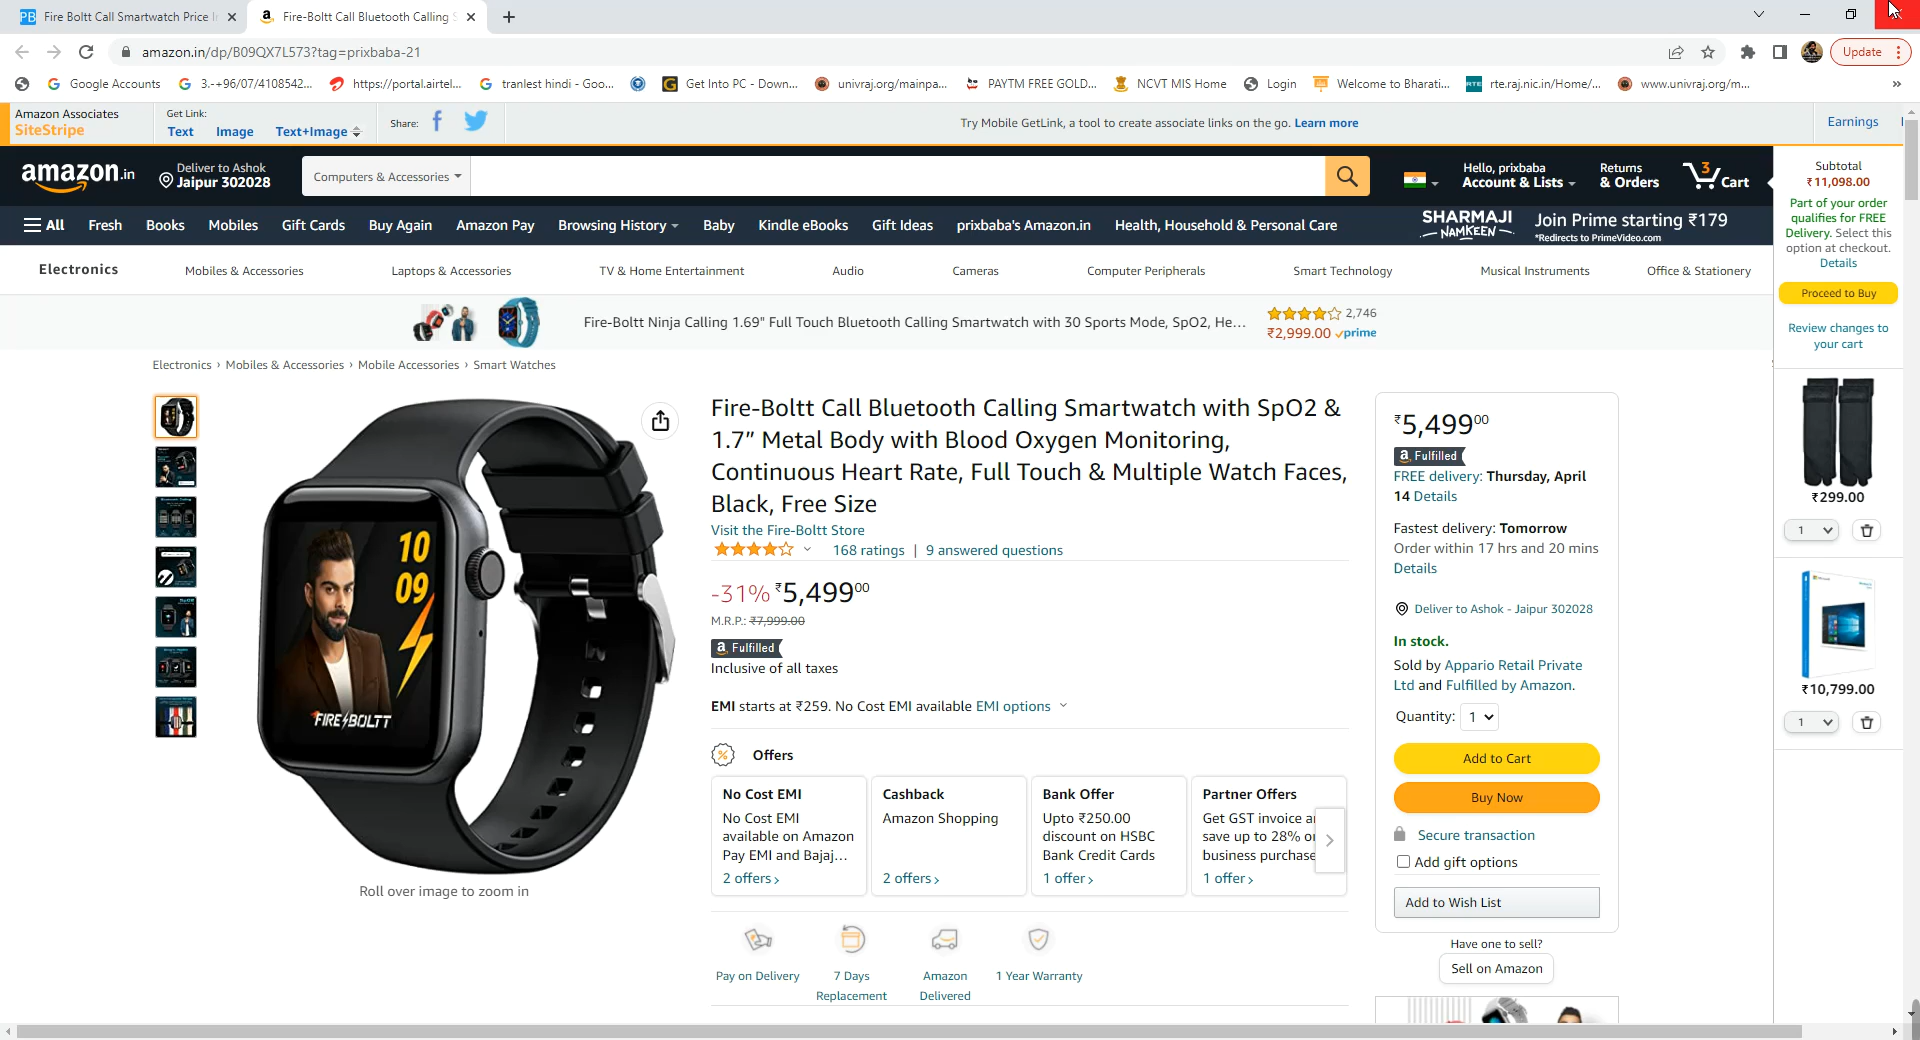 Fire Boltt Call Smartwatch Price I
Fire-Boltt Call Bluetooth Calling S
amazon.in/dp/B09QX7L573?tag=prixbaba-21
Update
Google Accounts
3.-+96/07/4108542...
https://portal.airtel...
tranlest hindi - Goo...
Get Into PC - Down...
univraj.org/mainpa...
PAYTM FREE GOLD...
NCVT MIS Home
Login
Welcome to Bharati...
rte.raj.nic.in/Home/...
www.univraj.org/m...
»
Amazon Associates
SiteStripe
Get Link:
Text Image Text+Image
Share:
Try Mobile GetLink, a tool to create associate links on the go. Learn more
Earnings
amazon.in
Deliver to Ashok
Jaipur 302028
Computers & Accessories
Hello, prixbaba
Account & Lists
Returns
& Orders
3
Cart
All Fresh Books Mobiles Gift Cards Buy Again Amazon Pay Browsing History Baby Kindle eBooks Gift Ideas prixbaba's Amazon.in Health, Household & Personal Care
SHARMAJI
NAMKEEN
Join Prime starting ₹179
*Redirects to PrimeVideo.com
Electronics Mobiles & Accessories Laptops & Accessories TV & Home Entertainment Audio Cameras Computer Peripherals Smart Technology Musical Instruments Office & Stationery
Fire-Boltt Ninja Calling 1.69" Full Touch Bluetooth Calling Smartwatch with 30 Sports Mode, SpO2, He...
2,746
₹2,999.00 prime
Electronics › Mobiles & Accessories › Mobile Accessories › Smart Watches
10
09
FIRE BOLTT
Roll over image to zoom in
Fire-Boltt Call Bluetooth Calling Smartwatch with SpO2 &
1.7” Metal Body with Blood Oxygen Monitoring,
Continuous Heart Rate, Full Touch & Multiple Watch Faces,
Black, Free Size
Visit the Fire-Boltt Store
168 ratings | 9 answered questions
-31% ₹5,49900
M.R.P.: ₹7,999.00
a Fulfilled
Inclusive of all taxes
EMI starts at ₹259. No Cost EMI available EMI options
Offers
No Cost EMI
No Cost EMI
available on Amazon
Pay EMI and Bajaj...
2 offers ›
Cashback
Amazon Shopping
2 offers ›
Bank Offer
Upto ₹250.00
discount on HSBC
Bank Credit Cards
1 offer ›
Partner Offers
Get GST invoice a
save up to 28% o
business purchase
1 offer ›
Pay on Delivery
7 Days
Replacement
Amazon
Delivered
1 Year Warranty
₹5,49900
a Fulfilled
FREE delivery: Thursday, April
14 Details
Fastest delivery: Tomorrow
Order within 17 hrs and 20 mins
Details
Deliver to Ashok - Jaipur 302028
In stock.
Sold by Appario Retail Private
Ltd and Fulfilled by Amazon.
Quantity: 1
Add to Cart
Buy Now
Secure transaction
Add gift options
Add to Wish List
Have one to sell?
Sell on Amazon
Subtotal
₹11,098.00
Part of your order
qualifies for FREE
Delivery. Select this
option at checkout.
Details
Proceed to Buy
Review changes to
your cart
₹299.00
1
₹10,799.00
1